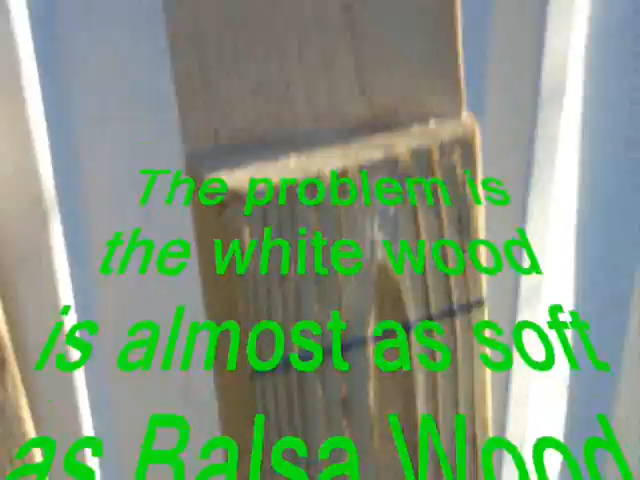 The problem is
the white wood
is almost as soft
as Balsa Wood